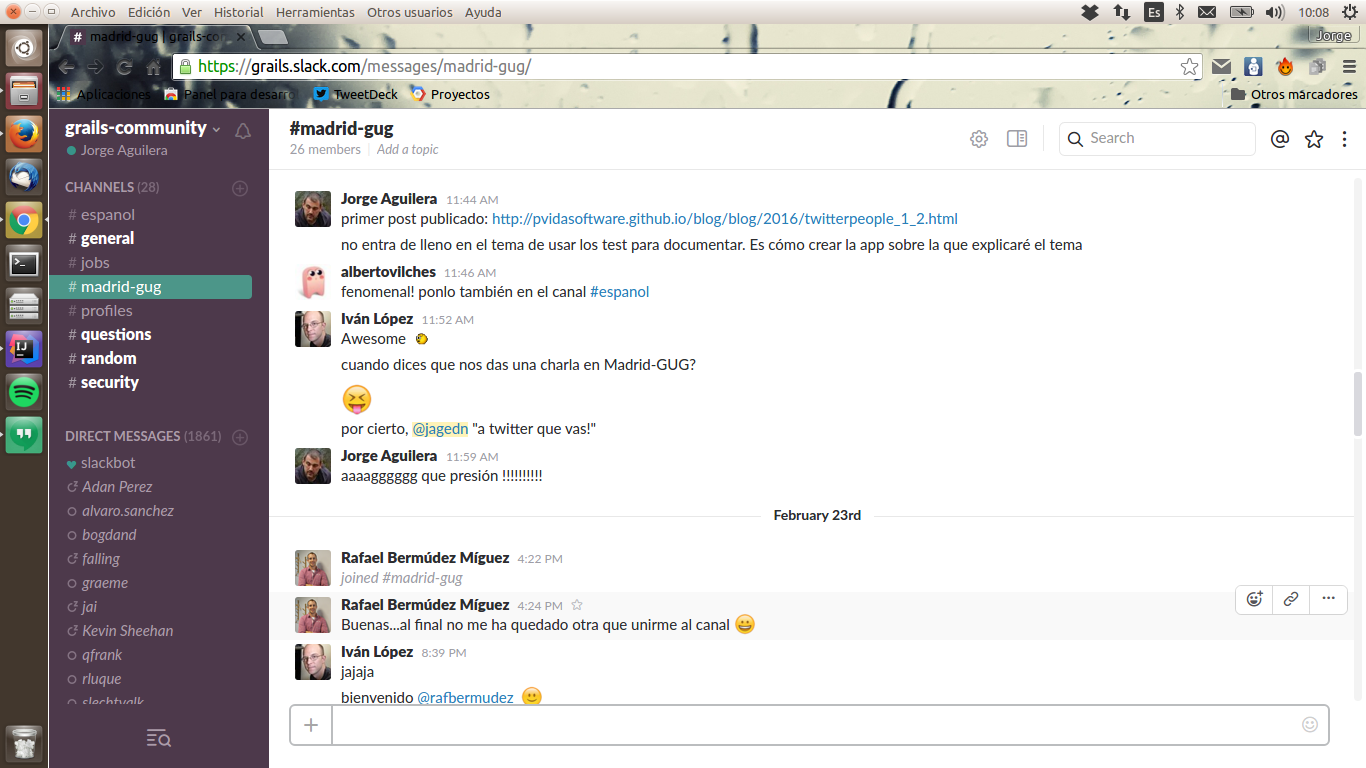 Archivo Edición Ver Historial Herramientas Otros usuarios Ayuda
Es
10:08
# madrid-gug | grails-com
Jorge
https://grails.slack.com/messages/madrid-gug/
Aplicaciones Panel para desarro TweetDeck Proyectos
Otros marcadores
grails-community
Jorge Aguilera
CHANNELS (28)
# espanol
# general
# jobs
# madrid-gug
# profiles
# questions
# random
# security
DIRECT MESSAGES (1861)
slackbot
Adan Perez
alvaro.sanchez
bogdand
falling
graeme
jai
Kevin Sheehan
qfrank
rluque
slechtvalk
#madrid-gug
26 members | Add a topic
Search
Jorge Aguilera 11:44 AM
primer post publicado: http://pvidasoftware.github.io/blog/blog/2016/twitterpeople_1_2.html
no entra de lleno en el tema de usar los test para documentar. Es cómo crear la app sobre la que explicaré el tema
albertovilches 11:46 AM
fenomenal! ponlo también en el canal #espanol
Iván López 11:52 AM
Awesome
cuando dices que nos das una charla en Madrid-GUG?
por cierto, @jagedn "a twitter que vas!"
Jorge Aguilera 11:59 AM
aaaagggggg que presión !!!!!!!!!!
February 23rd
Rafael Bermúdez Míguez 4:22 PM
joined #madrid-gug
Rafael Bermúdez Míguez 4:24 PM
Buenas...al final no me ha quedado otra que unirme al canal
Iván López 8:39 PM
jajaja
bienvenido @rafbermudez